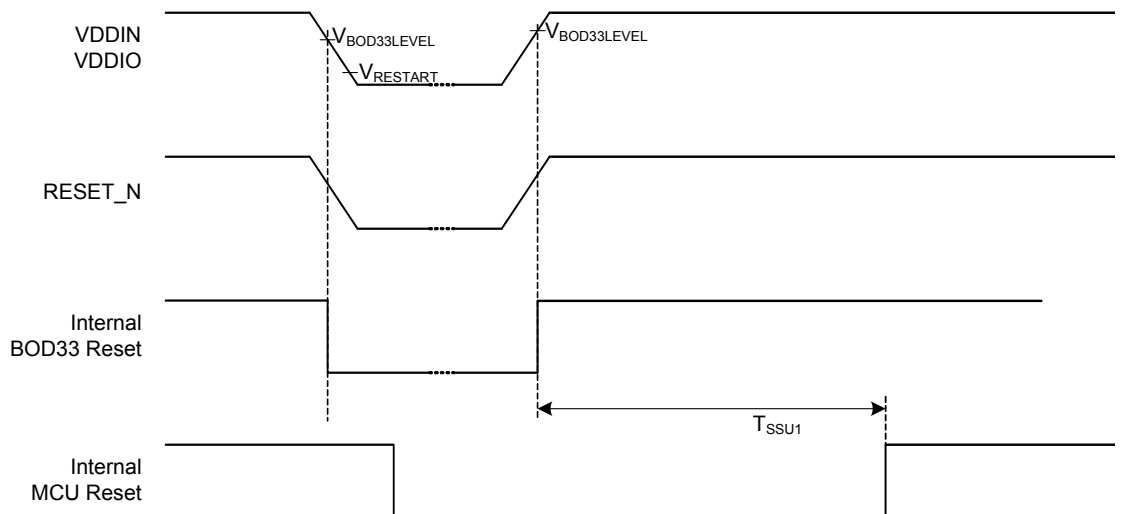 VDDIN
VDDIO
VBOD33LEVEL
VRESTART
VBOD33LEVEL
RESET_N
Internal
BOD33 Reset
TSSU1
Internal
MCU Reset